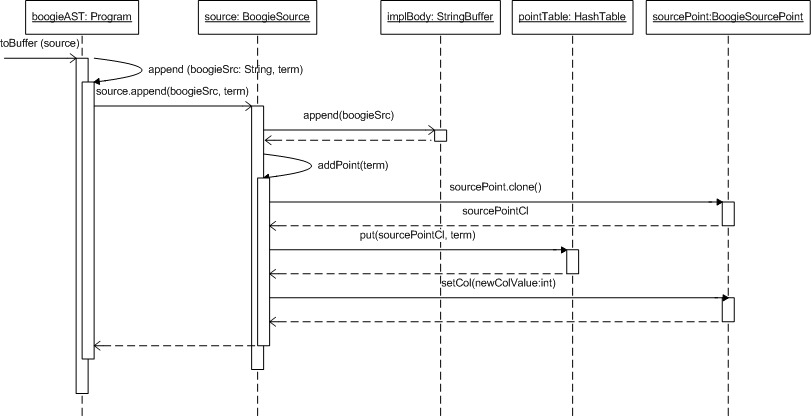 boogieAST: Program
source: BoogieSource
implBody: StringBuffer
pointTable: HashTable
sourcePoint:BoogieSourcePoint
toBuffer (source)
append (boogieSrc: String, term)
source.append(boogieSrc, term)
append(boogieSrc)
addPoint(term)
sourcePoint.clone()
sourcePointCl
put(sourcePointCl, term)
setCol(newColValue:int)